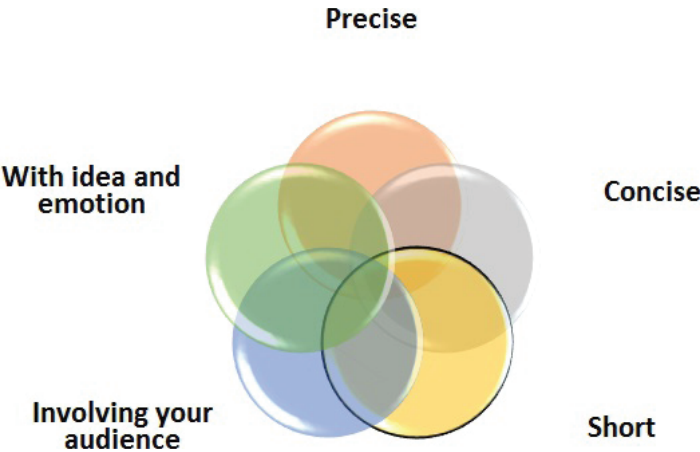 Precise
With idea and
emotion
Concise
Involving your
audience
Short